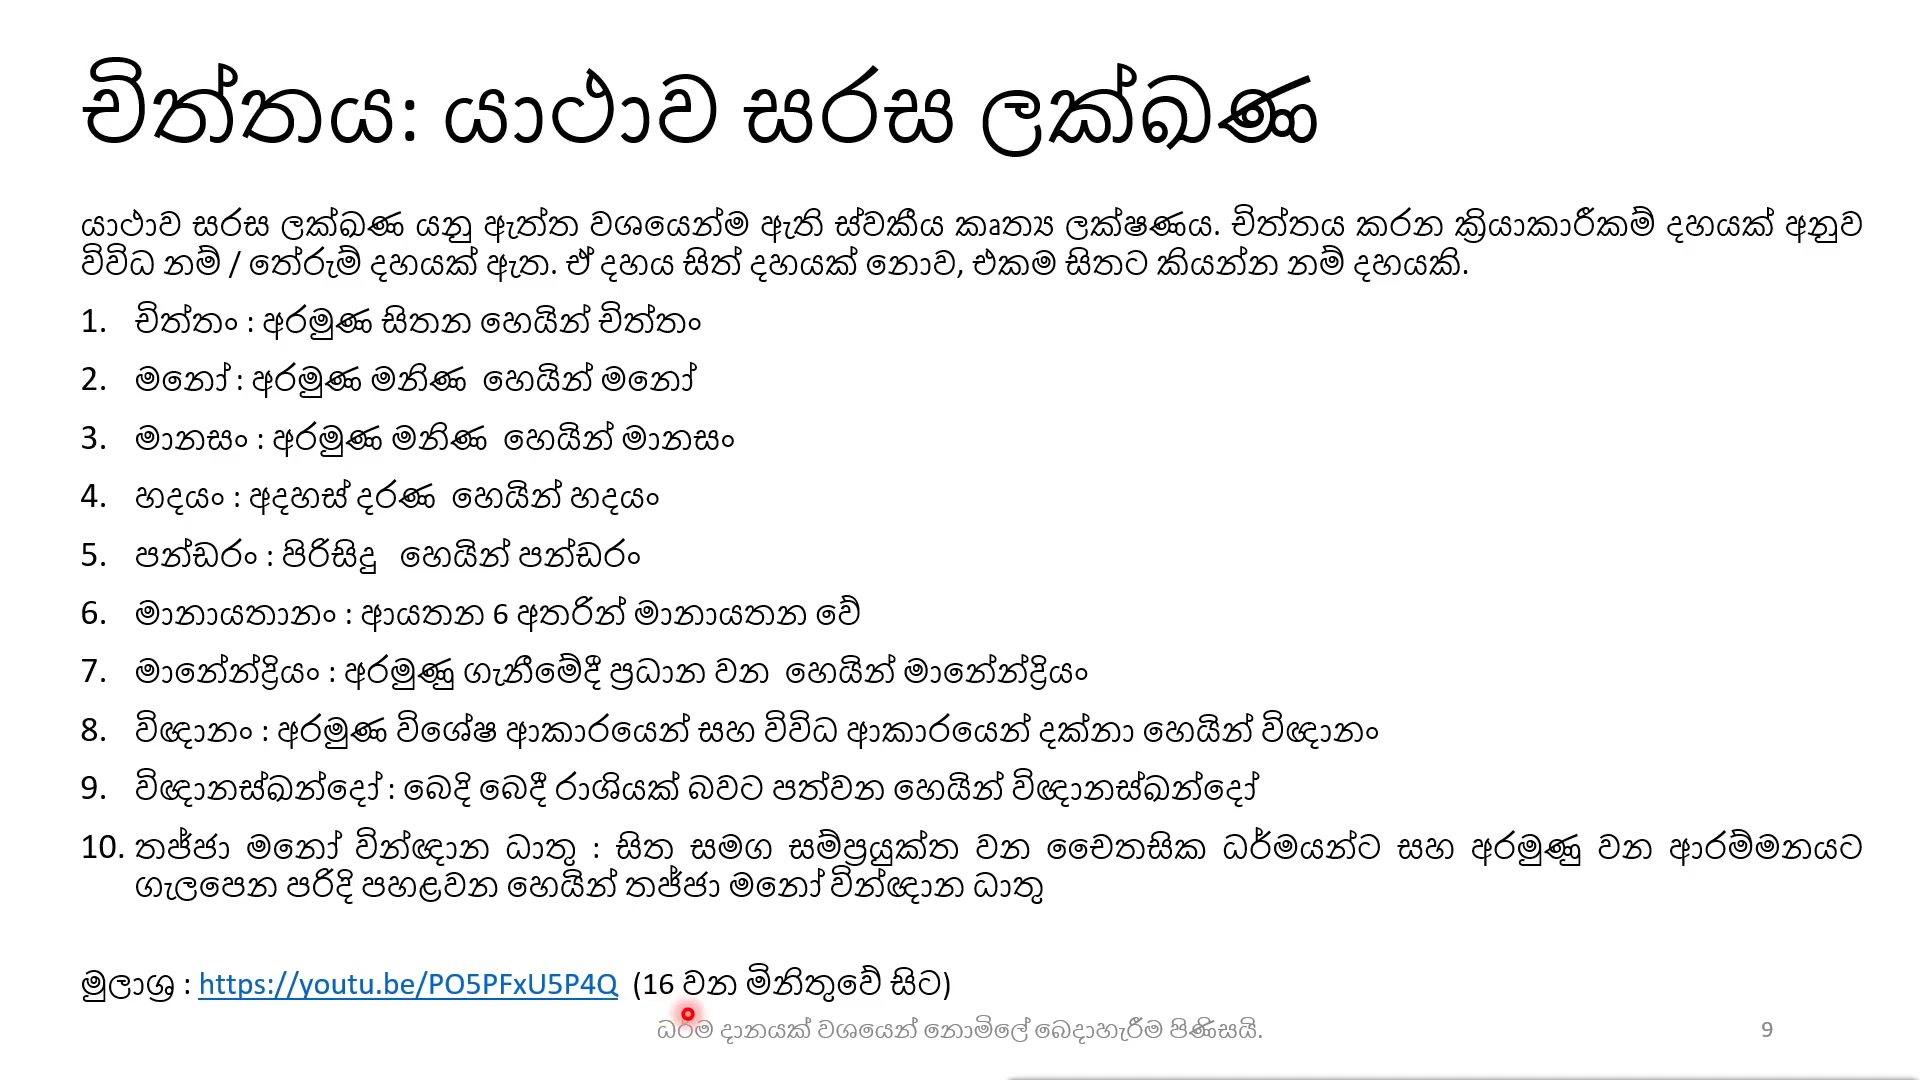 චිත්තය: යාථාව සරස ලක්ඛණ
යාථාව සරස ලක්ඛණ යනු ඇත්ත වශයෙන්ම ඇති ස්වකීය කෘත්‍ය ලක්ෂණය. චිත්තය කරන ක්‍රියාකාරීකම් දහයක් අනුව
විවිධ නම් / තේරුම් දහයක් ඇත. ඒ දහය සිත් දහයක් නොව, එකම සිතට කියන්න නම් දහයකි.
1. චිත්තං : අරමුණ සිතන හෙයින් චිත්තං
2. මනෝ : අරමුණ මනිණ හෙයින් මනෝ
3. මානසං : අරමුණ මනිණ හෙයින් මානසං
4. හදයං : අදහස් දරණ හෙයින් හදයං
5. පන්ඩරං : පිරිසිදු හෙයින් පන්ඩරං
6. මානායතානං : ආයතන 6 අතරින් මානායතන වේ
7. මානේන්ද්‍රියං : අරමුණු ගැනීමේදී ප්‍රධාන වන හෙයින් මානේන්ද්‍රියං
8. විඥානං : අරමුණ විශේෂ ආකාරයෙන් සහ විවිධ ආකාරයෙන් දක්නා හෙයින් විඥානං
9. විඥානස්ඛන්දෝ : බෙදි බෙදී රාශියක් බවට පත්වන හෙයින් විඥානස්ඛන්දෝ
10. තජ්ජා මනෝ වින්ඥාන ධාතු : සිත සමග සම්ප්‍රයුක්ත වන චෛතසික ධර්මයන්ට සහ අරමුණු වන ආරම්මනයට
ගැලපෙන පරිදි පහළවන හෙයින් තජ්ජා මනෝ වින්ඥාන ධාතු
මුලාශ්‍ර : https://youtu.be/PO5PFxU5P4Q (16 වන මිනිතුවේ සිට)
ධර්ම දානයක් වශයෙන් නොමිලේ බෙදාහැරීම පිණිසයි.
9